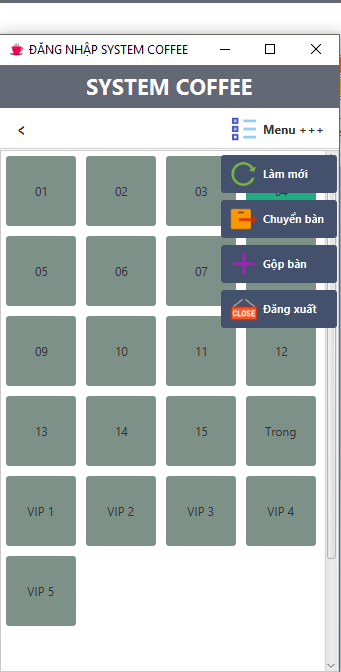 ĐĂNG NHẬP SYSTEM COFFEE
SYSTEM COFFEE
< Menu +++
01 02 03 04
Làm mới
Chuyển bàn
05 06 07
Gộp bàn
CLOSE Đăng xuất
09 10 11 12
13 14 15 Trong
VIP 1 VIP 2 VIP 3 VIP 4
VIP 5